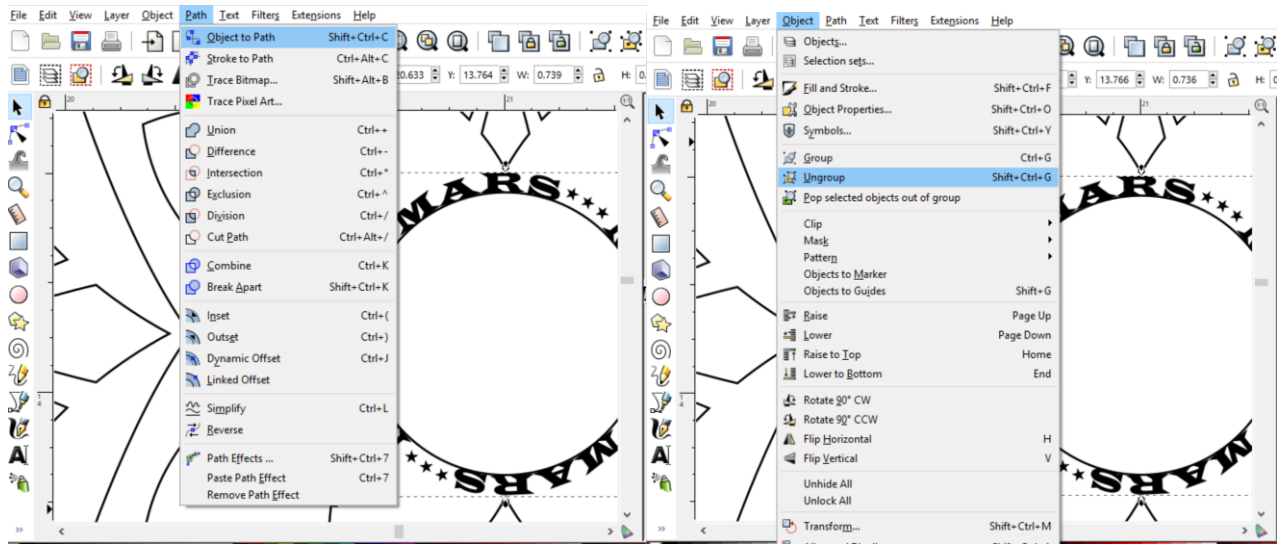 File Edit View Layer Object Path Text Filters Extensions Help
Object to Path Shift+Ctrl+C
Stroke to Path Ctrl+Alt+C
Trace Bitmap... Shift+Alt+B
Trace Pixel Art...
Union Ctrl++
Difference Ctrl+-
Intersection Ctrl+*
Exclusion Ctrl+^
Division Ctrl+/
Cut Path Ctrl+Alt+/
Combine Ctrl+K
Break Apart Shift+Ctrl+K
Inset Ctrl+(
Outset Ctrl+)
Dynamic Offset Ctrl+J
Linked Offset
Simplify Ctrl+L
Reverse
Path Effects ... Shift+Ctrl+7
Paste Path Effect Ctrl+7
Remove Path Effect
Y: 13.764 W: 0.739 H: 0.
20 21
MARS
MARS
File Edit View Layer Object Path Text Filters Extensions Help
Objects...
Selection sets...
Fill and Stroke... Shift+Ctrl+F
Object Properties... Shift+Ctrl+O
Symbols... Shift+Ctrl+Y
Group Ctrl+G
Ungroup Shift+Ctrl+G
Pop selected objects out of group
Clip
Mask
Pattern
Objects to Marker
Objects to Guides Shift+G
Raise Page Up
Lower Page Down
Raise to Top Home
Lower to Bottom End
Rotate 90° CW
Rotate 90° CCW
Flip Horizontal H
Flip Vertical V
Unhide All
Unlock All
Transform... Shift+Ctrl+M
Y: 13.766 W: 0.736 H: 0
20 21
ARS
MARS